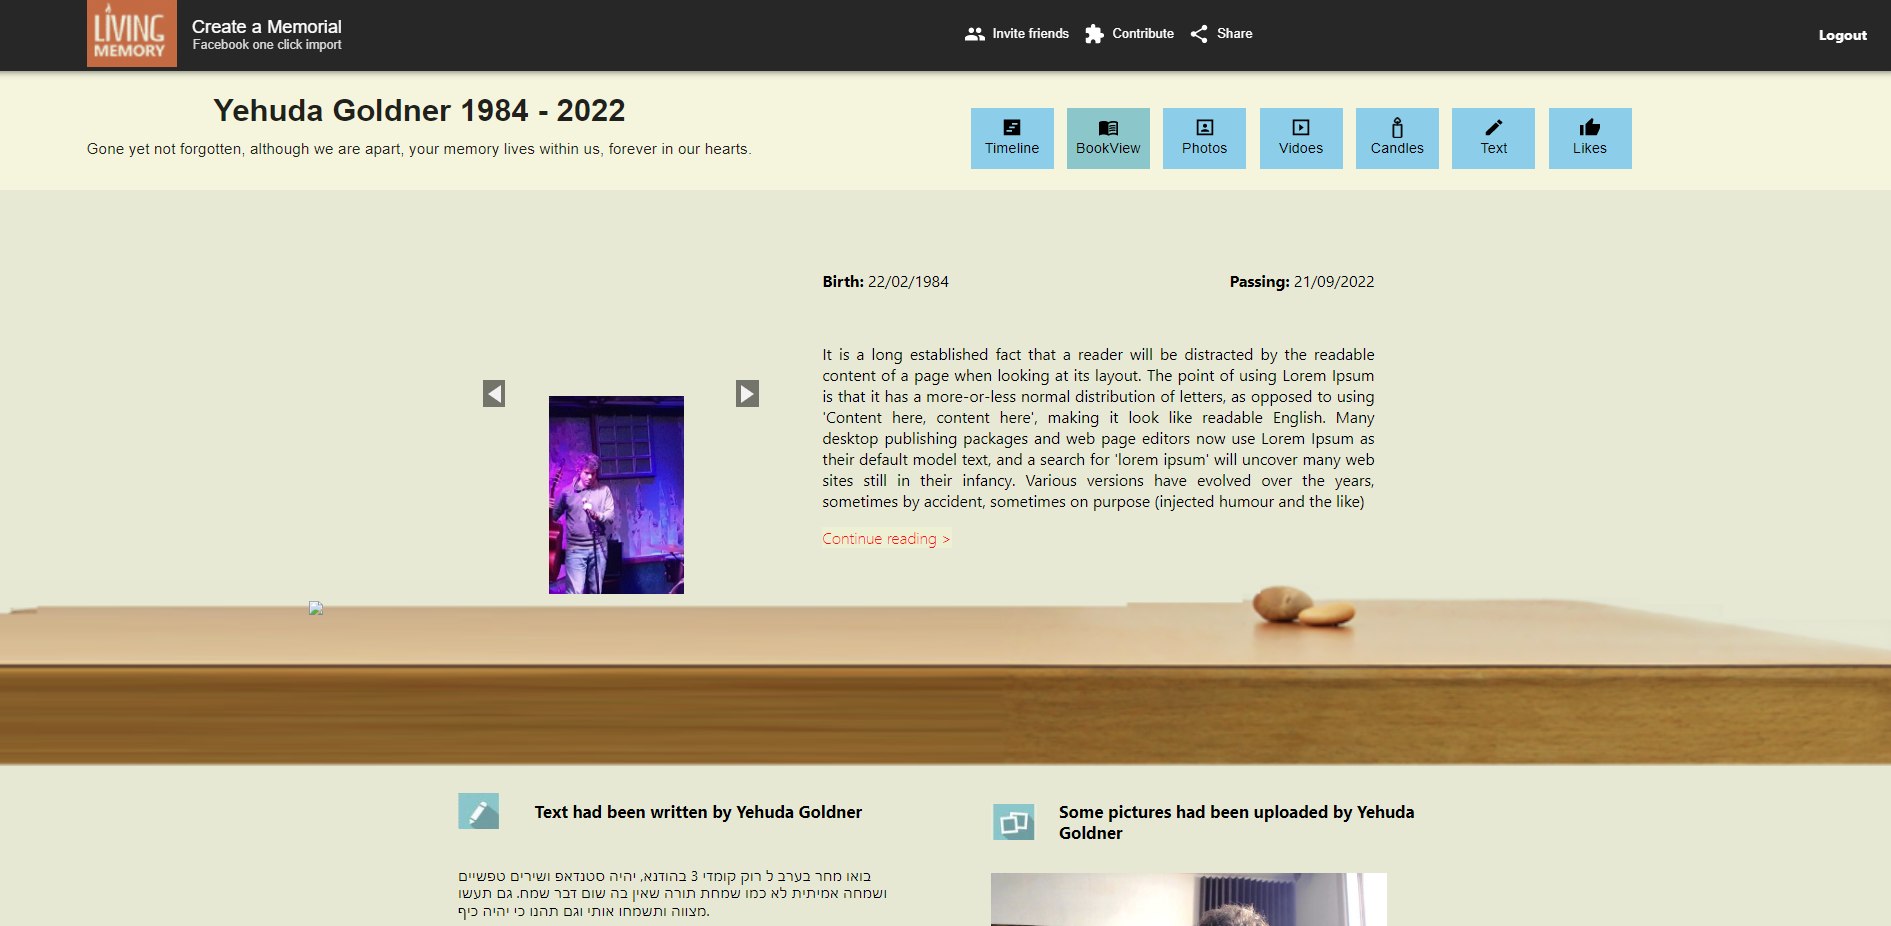 LIVING
MEMORY
Create a Memorial
Facebook one click import
Invite friends
Contribute
Share
Logout
Yehuda Goldner 1984 - 2022
Gone yet not forgotten, although we are apart, your memory lives within us, forever in our hearts.
Timeline
BookView
Photos
Vidoes
Candles
Text
Likes
Birth: 22/02/1984
Passing: 21/09/2022
It is a long established fact that a reader will be distracted by the readable
content of a page when looking at its layout. The point of using Lorem Ipsum
is that it has a more-or-less normal distribution of letters, as opposed to using
'Content here, content here', making it look like readable English. Many
desktop publishing packages and web page editors now use Lorem Ipsum as
their default model text, and a search for 'lorem ipsum' will uncover many web
sites still in their infancy. Various versions have evolved over the years,
sometimes by accident, sometimes on purpose (injected humour and the like)
Continue reading >
Text had been written by Yehuda Goldner
בואו מחר בערב ל רוק קומדי 3 בהודנא, יהיה סטנדאפ ושירים טפשיים
ושמחה אמיתית לא כמו שמחת תורה שאין בה שום דבר שמח. גם תעשו
מצווה ותשמחו אותי וגם תהנו כי יהיה כיף.
Some pictures had been uploaded by Yehuda
Goldner